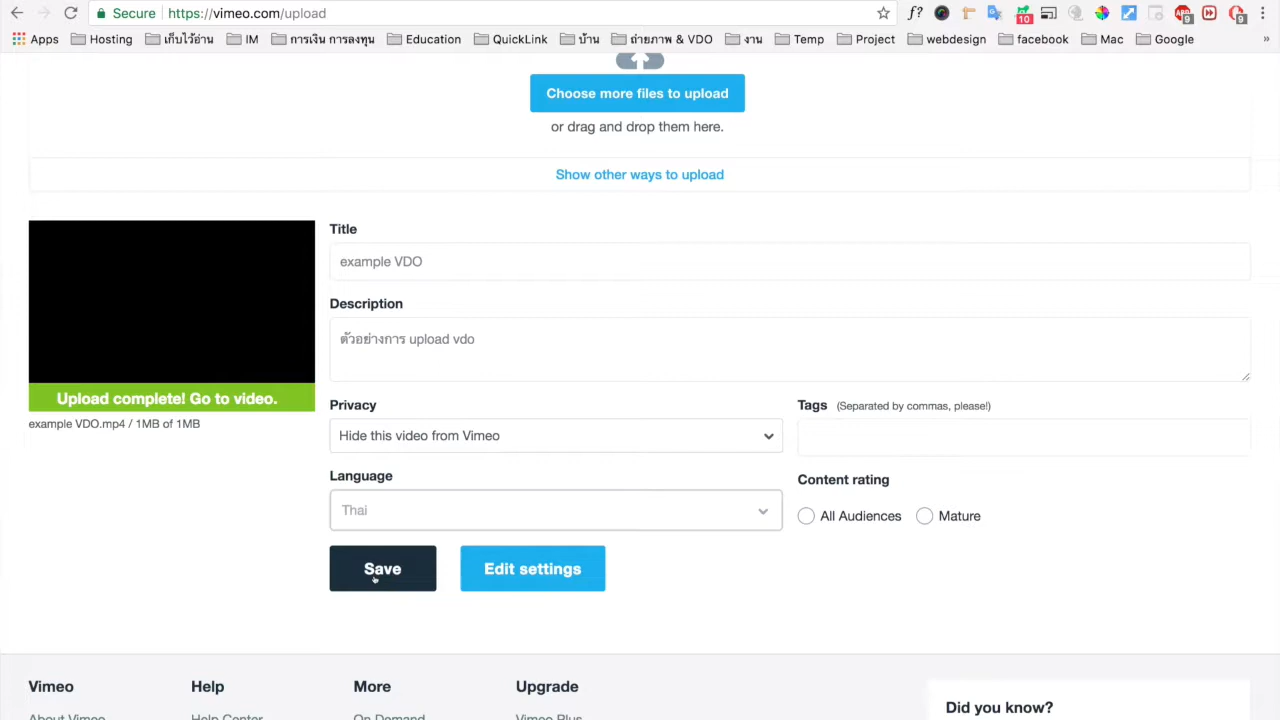 Secure https://vimeo.com/upload
f?
10
9
9
Apps Hosting เก็บไว้อ่าน IM การเงิน การลงทุน Education QuickLink บ้าน ถ่ายภาพ & VDO งาน Temp Project webdesign facebook Mac Google »
Choose more files to upload
or drag and drop them here.
Show other ways to upload
Title
example VDO
Description
ตัวอย่างการ upload vdo
Upload complete! Go to video.
example VDO.mp4 / 1MB of 1MB
Privacy
Hide this video from Vimeo
Tags (Separated by commas, please!)
Language
Thai
Content rating
All Audiences Mature
Save Edit settings
Vimeo Help More Upgrade
Did you know?
About Vimeo Help Center On Demand Vimeo Plus